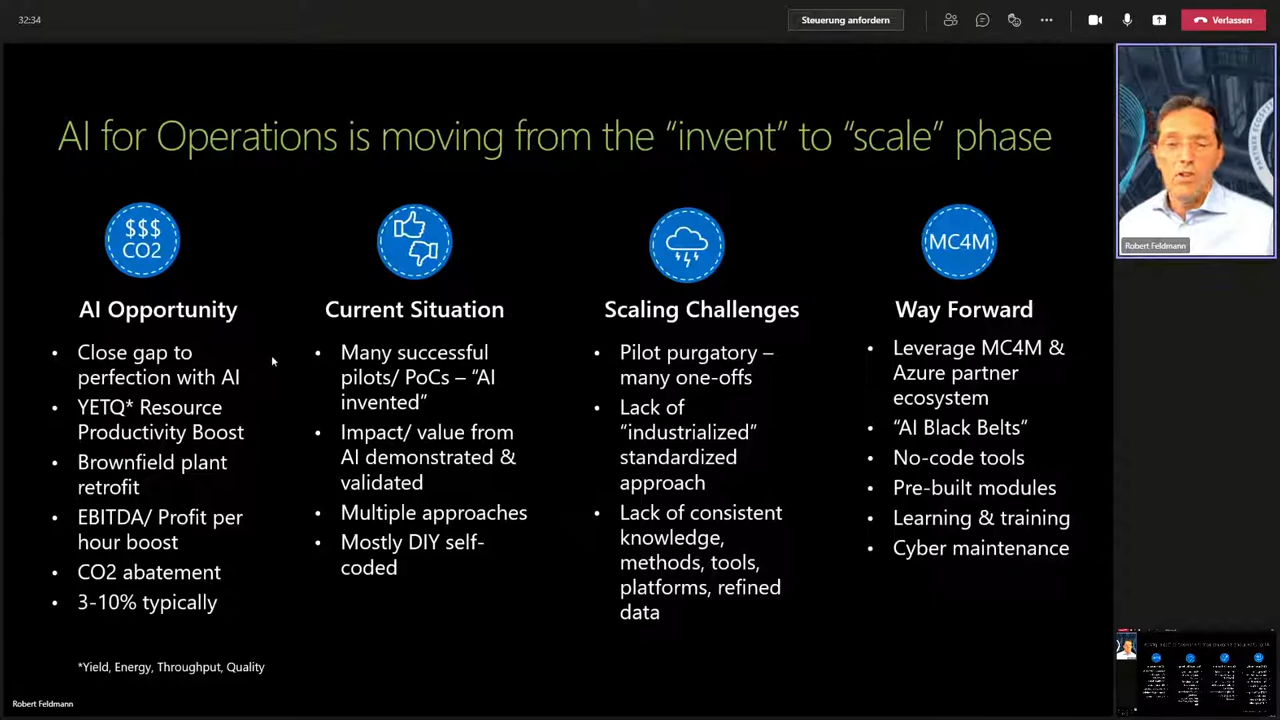 32:34
Steuerung anfordern
Verlassen
AI for Operations is moving from the “invent” to “scale” phase
$$$
CO2
AI Opportunity
• Close gap to
perfection with AI
• YETQ* Resource
Productivity Boost
• Brownfield plant
retrofit
• EBITDA/ Profit per
hour boost
• CO2 abatement
• 3-10% typically
Current Situation
• Many successful
pilots/ PoCs – “AI
invented”
• Impact/ value from
AI demonstrated &
validated
• Multiple approaches
• Mostly DIY self-
coded
Scaling Challenges
• Pilot purgatory –
many one-offs
• Lack of
“industrialized”
standardized
approach
• Lack of consistent
knowledge,
methods, tools,
platforms, refined
data
MC4M
Way Forward
• Leverage MC4M &
Azure partner
ecosystem
• “AI Black Belts”
• No-code tools
• Pre-built modules
• Learning & training
• Cyber maintenance
*Yield, Energy, Throughput, Quality
Robert Feldmann
Robert Feldmann